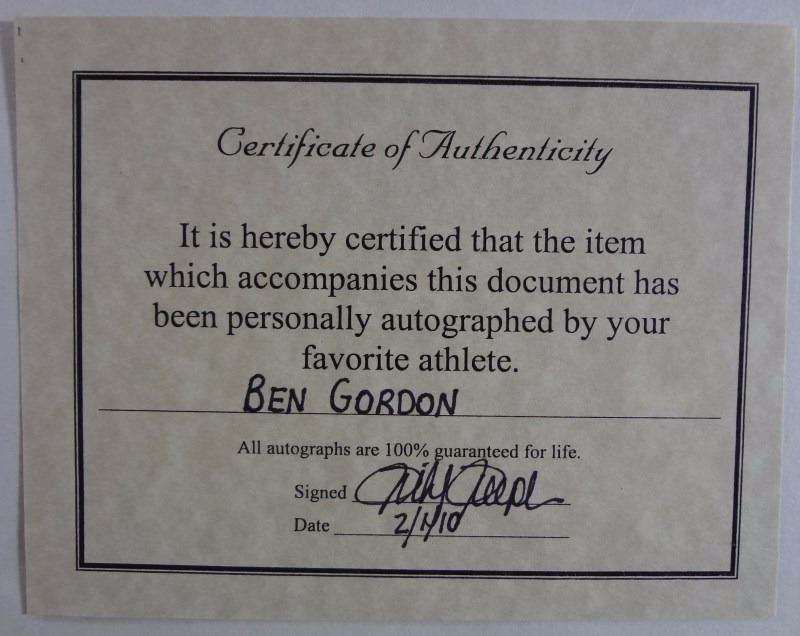 Certificate of Authenticity
It is hereby certified that the item
which accompanies this document has
been personally autographed by your
favorite athlete.
BEN GORDON
All autographs are 100% guaranteed for life.
Signed
Date 2/1/10